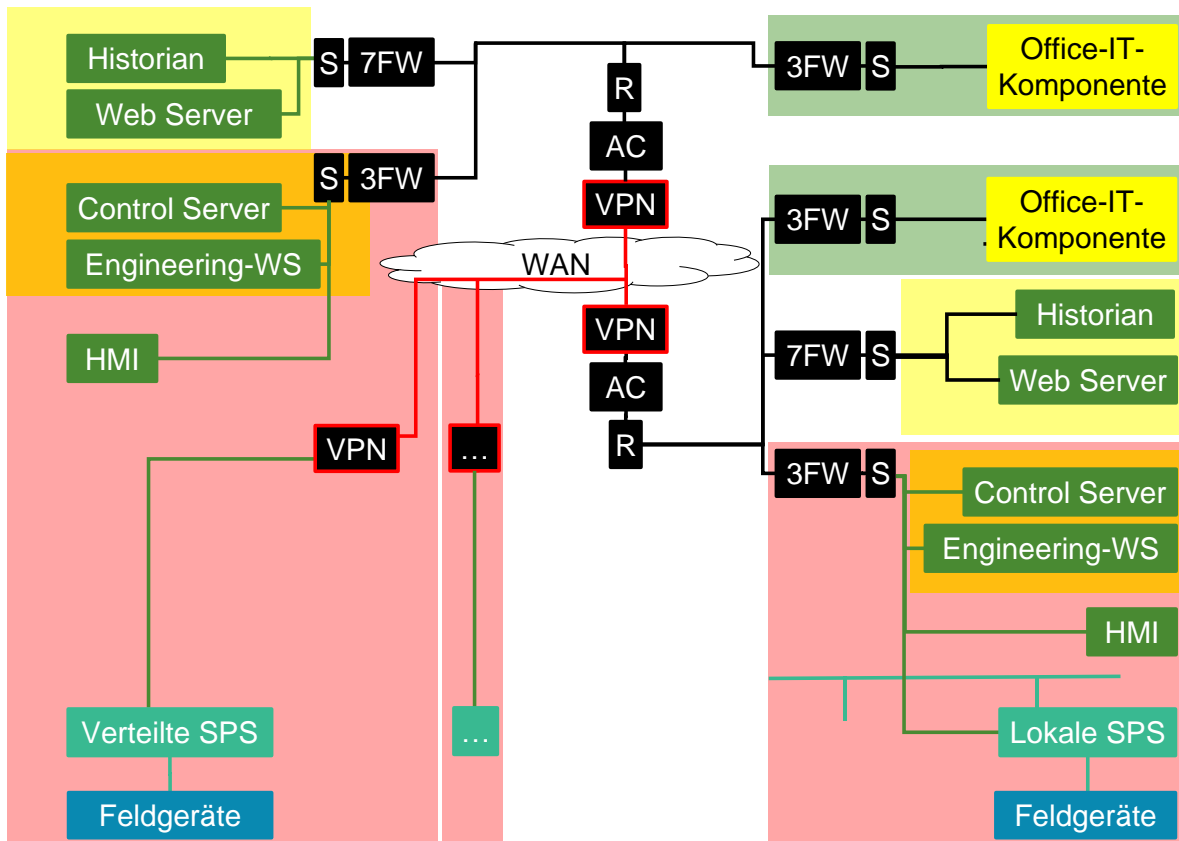 Historian
S
7FW
Web Server
S
3FW
Control Server
Engineering-WS
HMI
VPN
…
Verteilte SPS
…
Feldgeräte
R
AC
VPN
WAN
VPN
AC
R
3FW
S
Office-IT-
Komponente
3FW
S
Office-IT-
Komponente
7FW
S
Historian
Web Server
3FW
S
Control Server
Engineering-WS
HMI
Lokale SPS
Feldgeräte